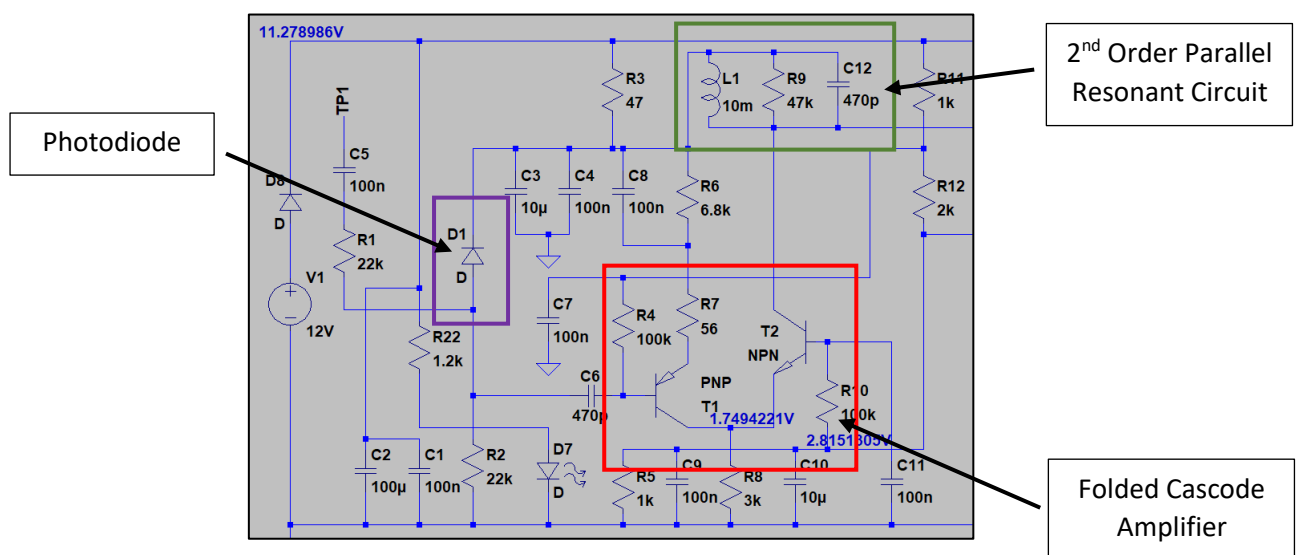 11.278986V
2nd Order Parallel
Resonant Circuit
Photodiode
TP1
R3
47
L1
10m
R9
47k
C12
470p
R11
1k
C5
100n
D8
D
C3
10µ
C4
100n
C8
100n
R6
6.8k
R12
2k
R1
22k
D1
D
V1
12V
C7
100n
R4
100k
R7
56
T2
NPN
R22
1.2k
C6
470p
PNP
T1
1.7494221V
R10
100k
2.8151305V
C2
100µ
C1
100n
R2
22k
D7
D
R5
1k
C9
100n
R8
3k
C10
10µ
C11
100n
Folded Cascode
Amplifier